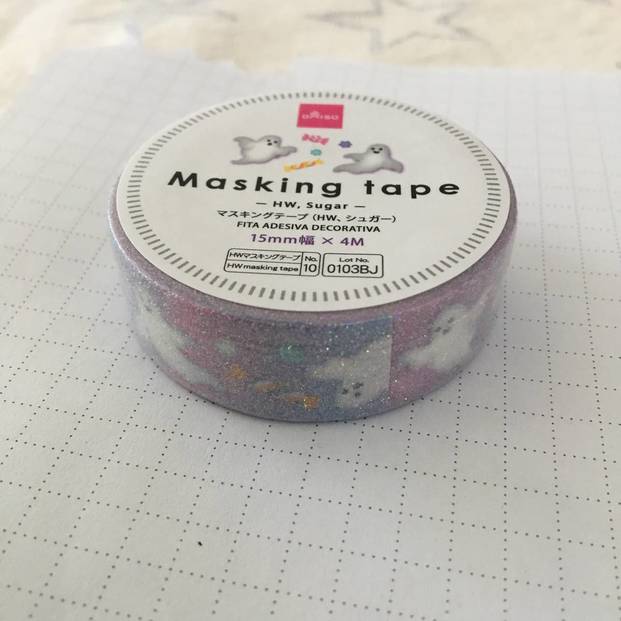 DAISO
Masking tape
— HW, Sugar —
マスキングテープ (HW、シュガー)
FITA ADESIVA DECORATIVA
15mm幅 × 4M
HWマスキングテープ No. Lot No.
HW masking tape 10 0103BJ